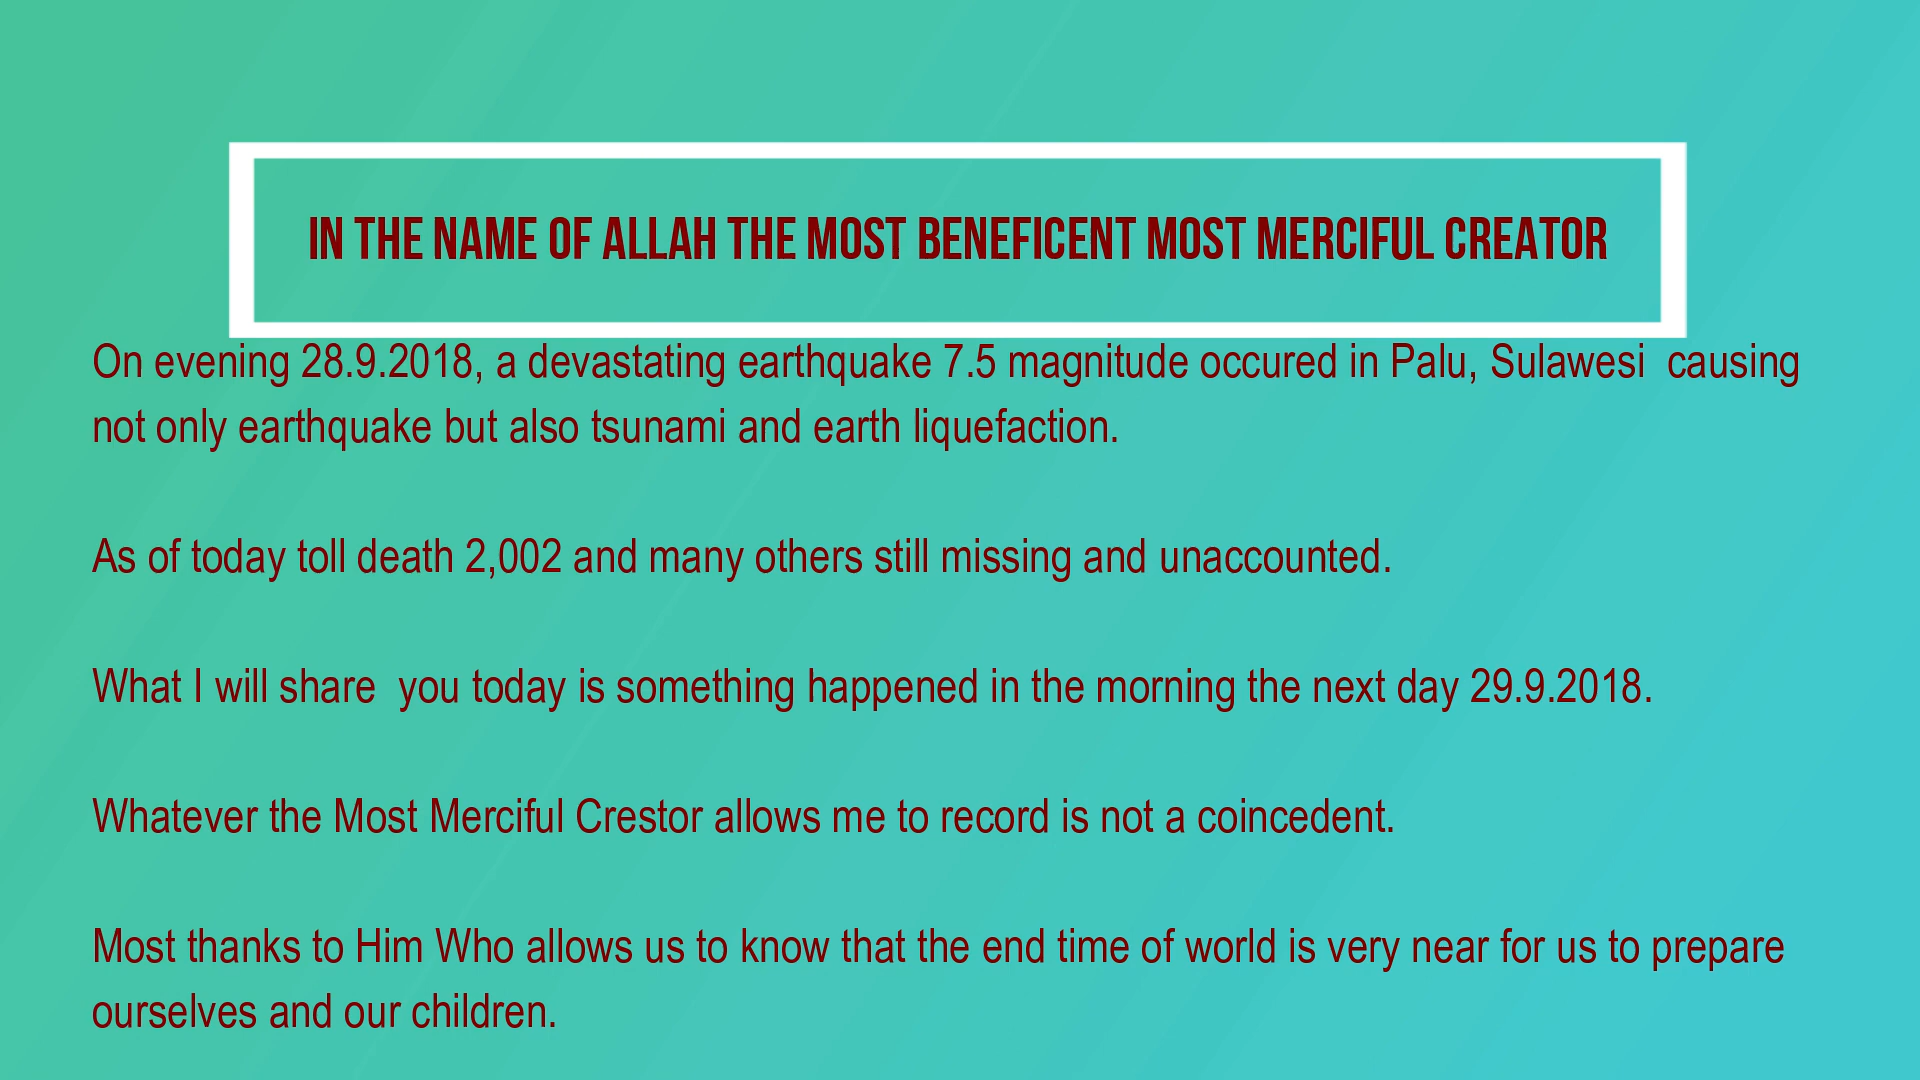 IN THE NAME OF ALLAH THE MOST BENEFICENT MOST MERCIFUL CREATOR
On evening 28.9.2018, a devastating earthquake 7.5 magnitude occured in Palu, Sulawesi  causing
not only earthquake but also tsunami and earth liquefaction.
As of today toll death 2,002 and many others still missing and unaccounted.
What I will share  you today is something happened in the morning the next day 29.9.2018.
Whatever the Most Merciful Crestor allows me to record is not a coincedent.
Most thanks to Him Who allows us to know that the end time of world is very near for us to prepare
ourselves and our children.